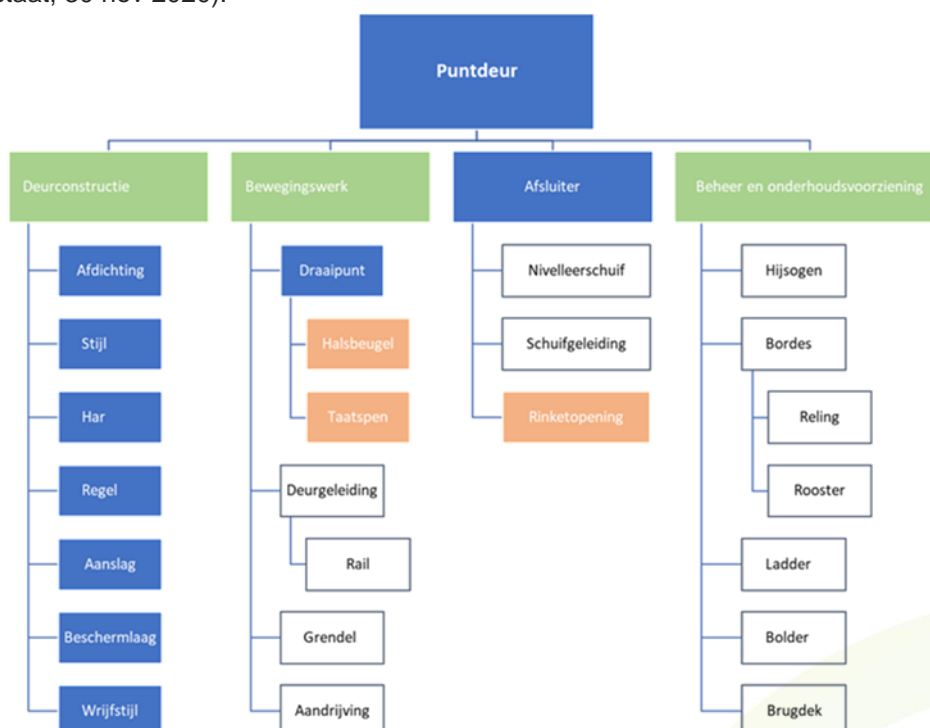 Puntdeur
Deurconstructie
Afdichting
Stijl
Har
Regel
Aanslag
Beschermlaag
Wrijfstijl
Bewegingswerk
Draaipunt
Halsbeugel
Taatspen
Deurgeleiding
Rail
Grendel
Aandrijving
Afsluiter
Nivelleerschuif
Schuifgeleiding
Rinketopening
Beheer en onderhoudsvoorziening
Hijsogen
Bordes
Reling
Rooster
Ladder
Bolder
Brugdek